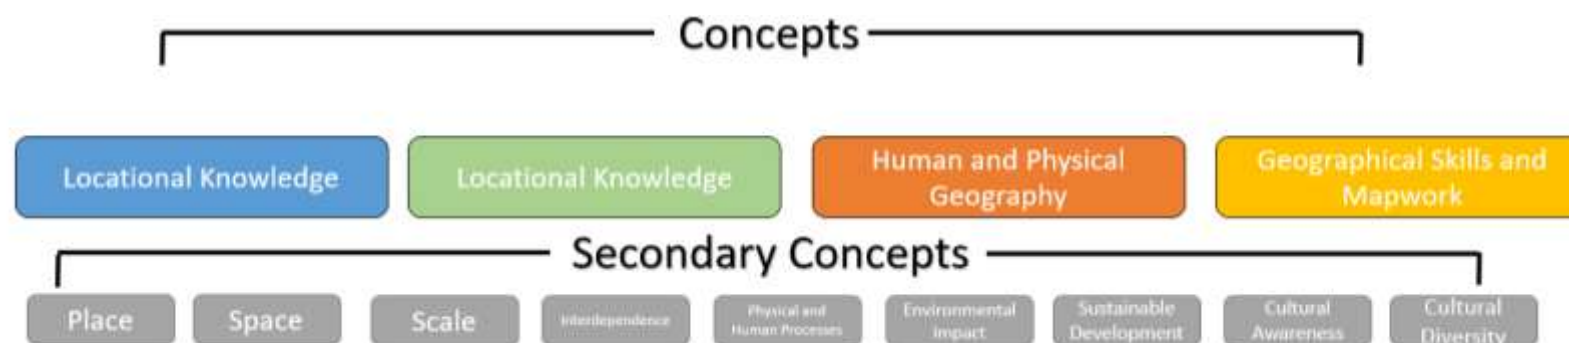 Concepts
Locational Knowledge
Locational Knowledge
Human and Physical
Geography
Geographical Skills and
Mapwork
Secondary Concepts
Place
Space
Scale
Interdependence
Physical and
Human Processes
Environmental
Impact
Sustainable
Development
Cultural
Awareness
Cultural
Diversity